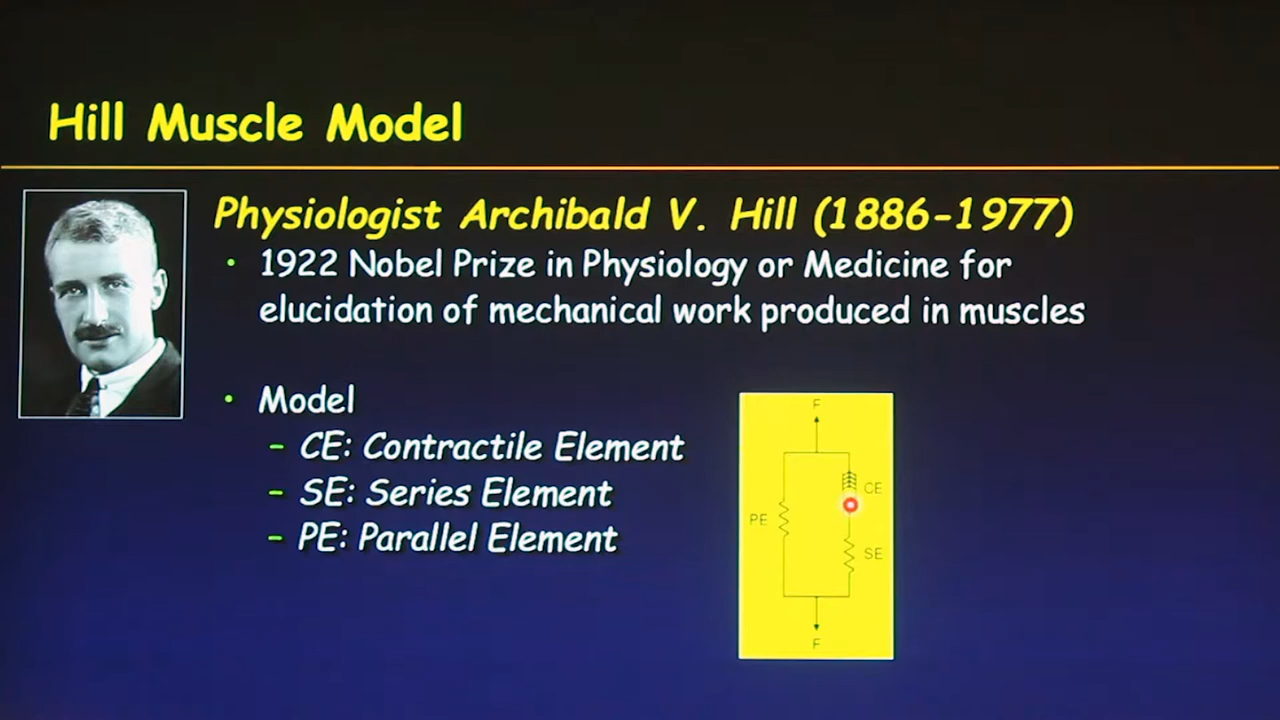 Hill Muscle Model
Physiologist Archibald V. Hill (1886-1977)
• 1922 Nobel Prize in Physiology or Medicine for
elucidation of mechanical work produced in muscles
• Model
- CE: Contractile Element
- SE: Series Element
- PE: Parallel Element
F
CE
PE
SE
F